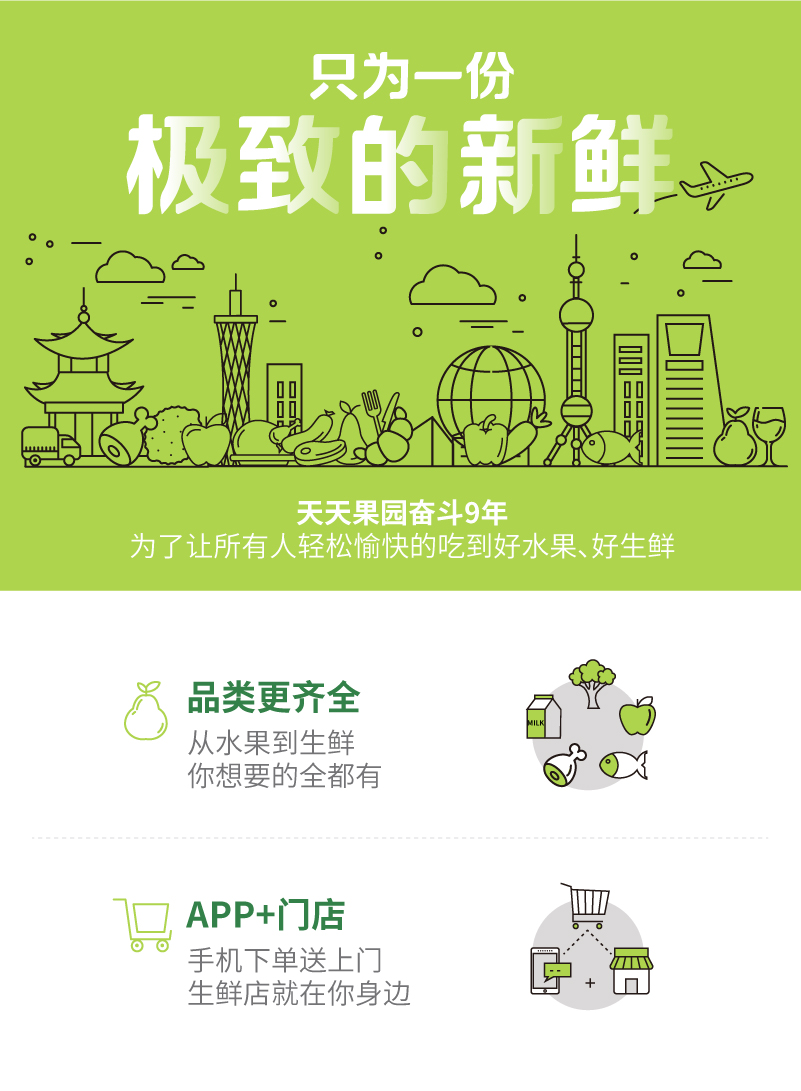 只为一份
极致的新鲜
天天果园奋斗9年
为了让所有人轻松愉快的吃到好水果、好生鲜
品类更齐全
从水果到生鲜
你想要的全都有
MILK
APP+门店
手机下单送上门
生鲜店就在你身边